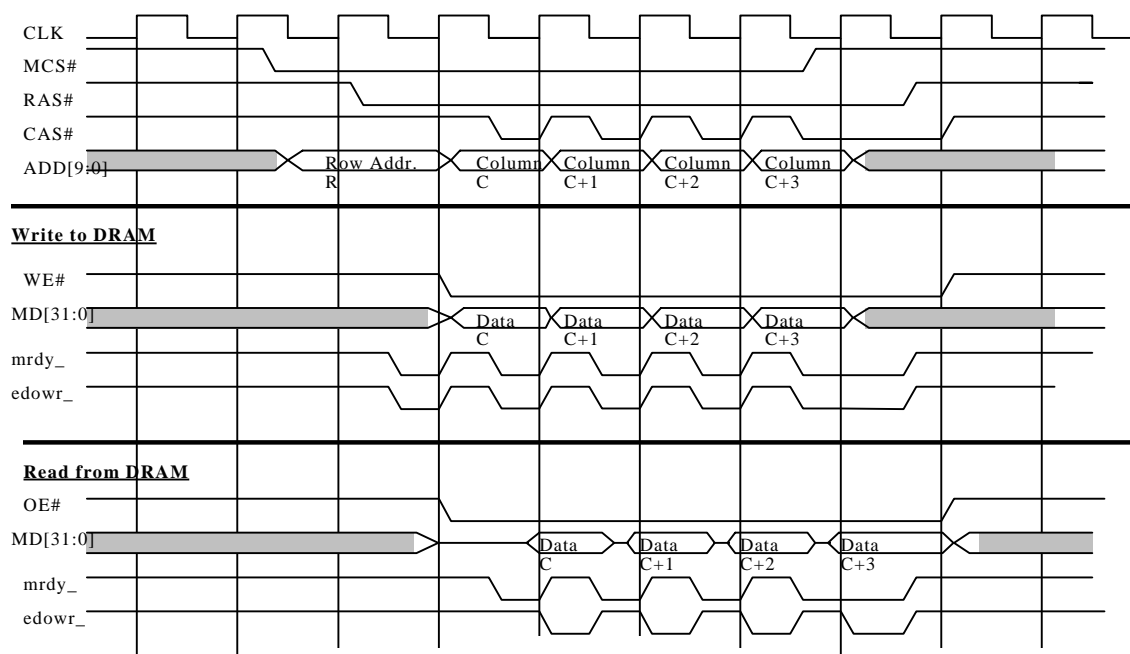 CLK
MCS#
RAS#
CAS#
ADD[9:0]
Row Addr.
R
Column
C
Column
C+1
Column
C+2
Column
C+3
Write to DRAM
WE#
MD[31:0]
Data
C
Data
C+1
Data
C+2
Data
C+3
mrdy_
edowr_
Read from DRAM
OE#
MD[31:0]
Data
C
Data
C+1
Data
C+2
Data
C+3
mrdy_
edowr_